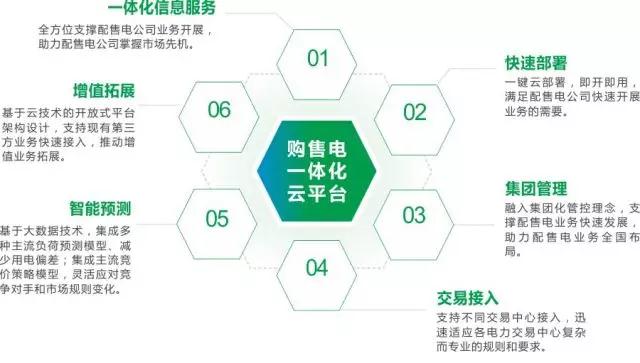 一体化信息服务
全方位支撑配售电公司业务开展，
助力配售电公司掌握市场先机。
01
快速部署
一键云部署，即开即用，
满足配售电公司快速开展
业务的需要。
02
集团管理
融入集团化管控理念，支
撑配售电业务快速发展，
助力配售电业务全国布
局。
03
交易接入
支持不同交易中心接入，迅
速适应各电力交易中心复杂
而专业的规则和要求。
04
智能预测
基于大数据技术，集成多
种主流负荷预测模型、减
少用电偏差；集成主流竞
价策略模型，灵活应对竞
争对手和市场规则变化。
05
增值拓展
基于云技术的开放式平台
架构设计，支持现有第三
方业务快速接入，推动增
值业务拓展。
06
购售电
一体化
云平台